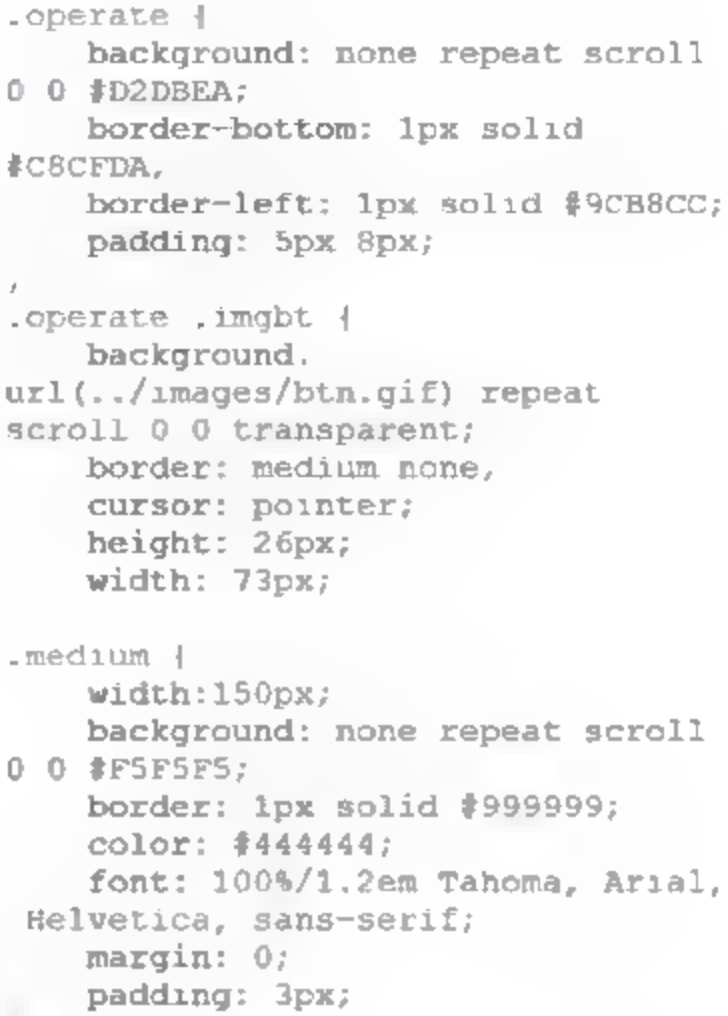 .operate {
    background: none repeat scroll
0 0 #D2DBEA;
    border-bottom: 1px solid
#C8CFDA,
    border-left: 1px solid #9CB8CC;
    padding: 5px 8px;
,
.operate .imgbt {
    background.
url(../images/btn.gif) repeat
scroll 0 0 transparent;
    border: medium none,
    cursor: pointer;
    height: 26px;
    width: 73px;
.medium {
    width:150px;
    background: none repeat scroll
0 0 #F5F5F5;
    border: 1px solid #999999;
    color: #444444;
    font: 100%/1.2em Tahoma, Arial,
 Helvetica, sans-serif;
    margin: 0;
    padding: 3px;